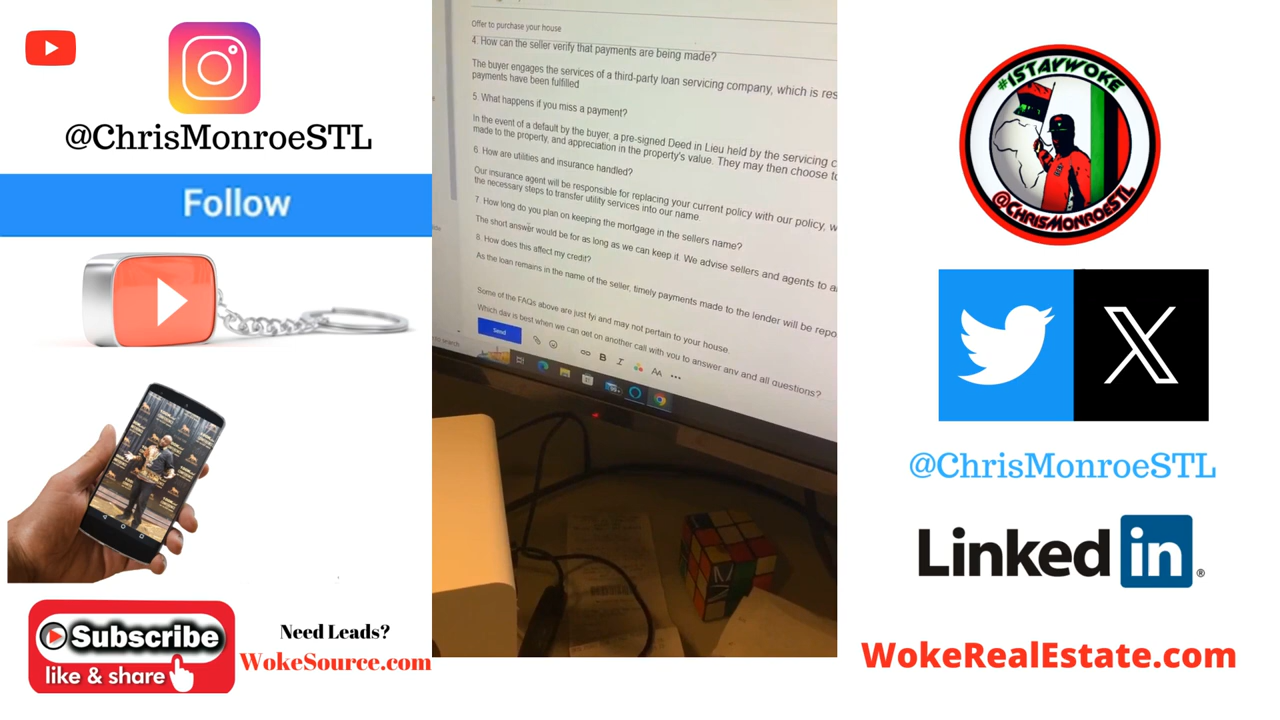 @ChrisMonroeSTL
Follow
Subscribe
like & share
Need Leads?
WokeSource.com
Offer to purchase your house
4. How can the seller verify that payments are being made?
The buyer engages the services of a third-party loan servicing company, which is res
payments have been fulfilled
5. What happens if you miss a payment?
In the event of a default by the buyer, a pre-signed Deed in Lieu held by the servicing c
made to the property, and appreciation in the property's value. They may then choose to
6. How are utilities and insurance handled?
Our insurance agent will be responsible for replacing your current policy with our policy, w
the necessary steps to transfer utility services into our name.
7. How long do you plan on keeping the mortgage in the sellers name?
The short answer would be for as long as we can keep it. We advise sellers and agents to a
8. How does this affect my credit?
As the loan remains in the name of the seller, timely payments made to the lender will be repo
Some of the FAQs above are just fyi and may not pertain to your house.
Which day is best when we can get on another call with you to answer any and all questions?
Send
B I AA
#ISTAYWOKE
@CHRISMONROESTL
X
@ChrisMonroeSTL
Linked in®
WokeRealEstate.com